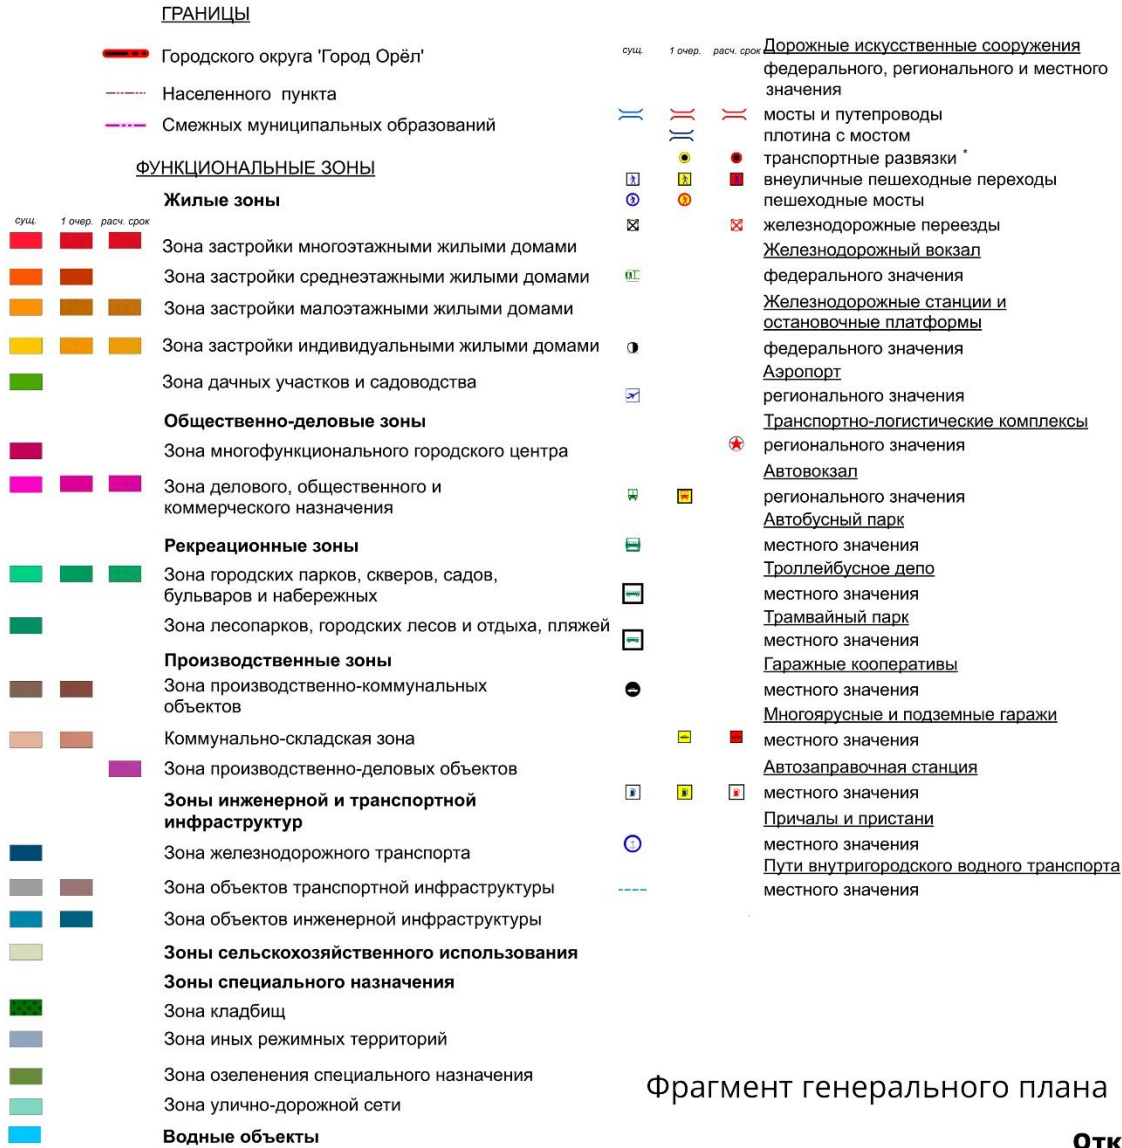 ГРАНИЦЫ
Городского округа 'Город Орёл'
Населенного пункта
Смежных муниципальных образований
ФУНКЦИОНАЛЬНЫЕ ЗОНЫ
Жилые зоны
сущ. 1 очер. расч. срок
Зона застройки многоэтажными жилыми домами
Зона застройки среднеэтажными жилыми домами
Зона застройки малоэтажными жилыми домами
Зона застройки индивидуальными жилыми домами
Зона дачных участков и садоводства
Общественно-деловые зоны
Зона многофункционального городского центра
Зона делового, общественного и
коммерческого назначения
Рекреационные зоны
Зона городских парков, скверов, садов,
бульваров и набережных
Зона лесопарков, городских лесов и отдыха, пляжей
Производственные зоны
Зона производственно-коммунальных
объектов
Коммунально-складская зона
Зона производственно-деловых объектов
Зоны инженерной и транспортной
инфраструктур
Зона железнодорожного транспорта
Зона объектов транспортной инфраструктуры
Зона объектов инженерной инфраструктуры
Зоны сельскохозяйственного использования
Зоны специального назначения
Зона кладбищ
Зона иных режимных территорий
Зона озеленения специального назначения
Зона улично-дорожной сети
Водные объекты
сущ. 1 очер. расч. срок Дорожные искусственные сооружения
федерального, регионального и местного
значения
мосты и путепроводы
плотина с мостом
транспортные развязки *
внеуличные пешеходные переходы
пешеходные мосты
железнодорожные переезды
Железнодорожный вокзал
федерального значения
Железнодорожные станции и
остановочные платформы
федерального значения
Аэропорт
регионального значения
Транспортно-логистические комплексы
регионального значения
Автовокзал
регионального значения
Автобусный парк
местного значения
Троллейбусное депо
местного значения
Трамвайный парк
местного значения
Гаражные кооперативы
местного значения
Многоярусные и подземные гаражи
местного значения
Автозаправочная станция
местного значения
Причалы и пристани
местного значения
Пути внутригородского водного транспорта
местного значения
Фрагмент генерального плана
Отк